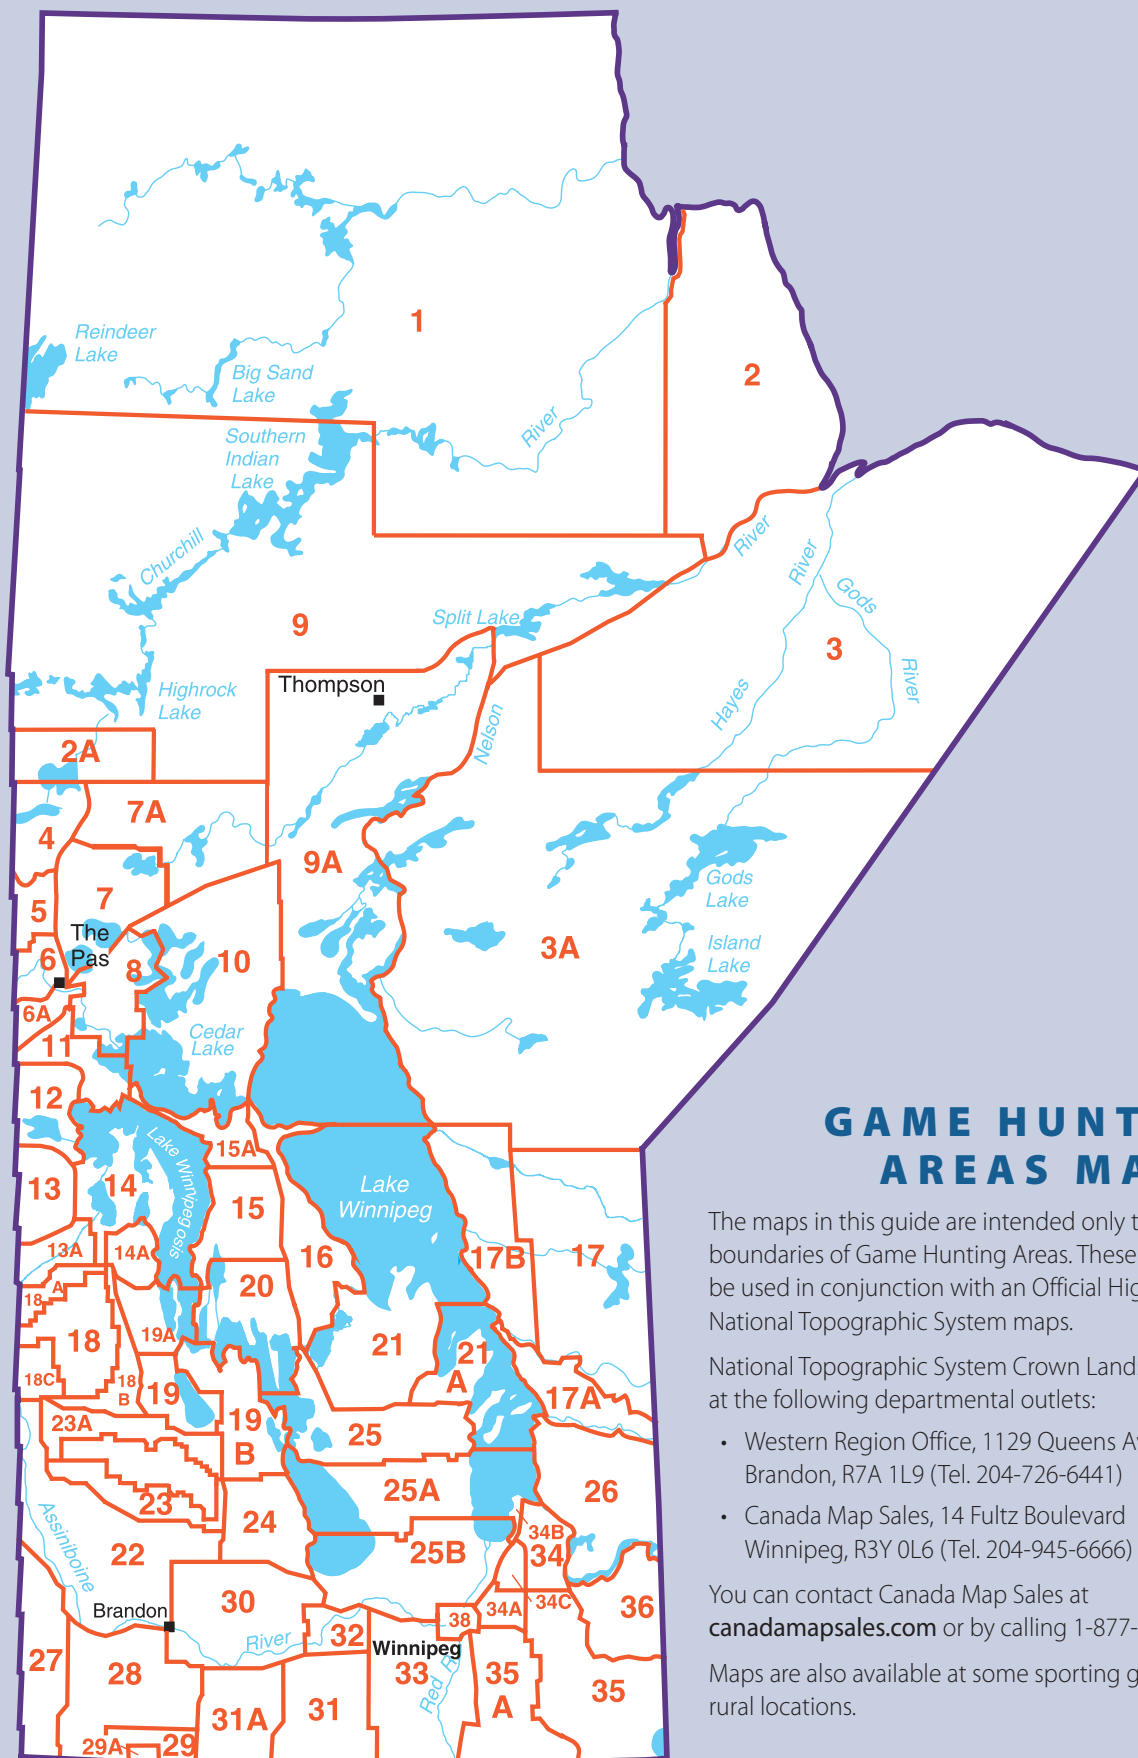 1
Reindeer
Lake
Big Sand
Lake
2
River
Southern
Indian
Lake
River
Churchill
River
Gods
Split Lake
9
3
River
Thompson
Highrock
Lake
Hayes
Nelson
2A
7A
4
9A
7
Gods
Lake
5
The
Pas
3A
Island
Lake
6
8
10
6A
Cedar
Lake
11
12
GAME HUNT
AREAS MA
Lake Winnipegosis
15A
13
14
Lake
Winnipeg
15
The maps in this guide are intended only t
boundaries of Game Hunting Areas. These
be used in conjunction with an Official Hig
National Topographic System maps.
13A
14A
16
17B
17
18
A
20
19A
18
21
21
A
National Topographic System Crown Land
at the following departmental outlets:
18C
18
B
19
17A
23A
19
B
25
• Western Region Office, 1129 Queens Av
Brandon, R7A 1L9 (Tel. 204-726-6441)
23
25A
26
• Canada Map Sales, 14 Fultz Boulevard
Winnipeg, R3Y 0L6 (Tel. 204-945-6666)
24
34B
Assiniboine
22
25B
34
You can contact Canada Map Sales at
canadamapsales.com or by calling 1-877-
30
34A
34C
36
Brandon
38
32
River
Winnipeg
27
28
33
35
A
35
Red R
Maps are also available at some sporting g
rural locations.
31A
31
29A
29